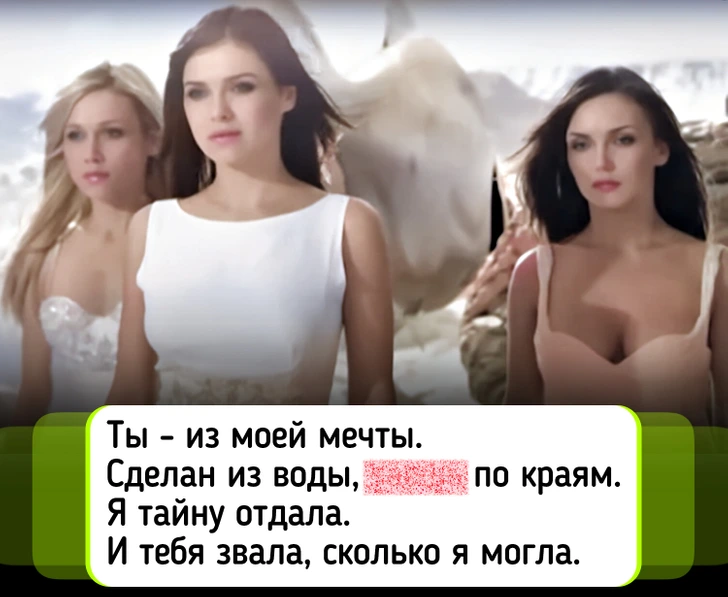 Ты - из моей мечты.
Сделан из воды, по краям.
Я тайну отдала.
И тебя звала, сколько я могла.